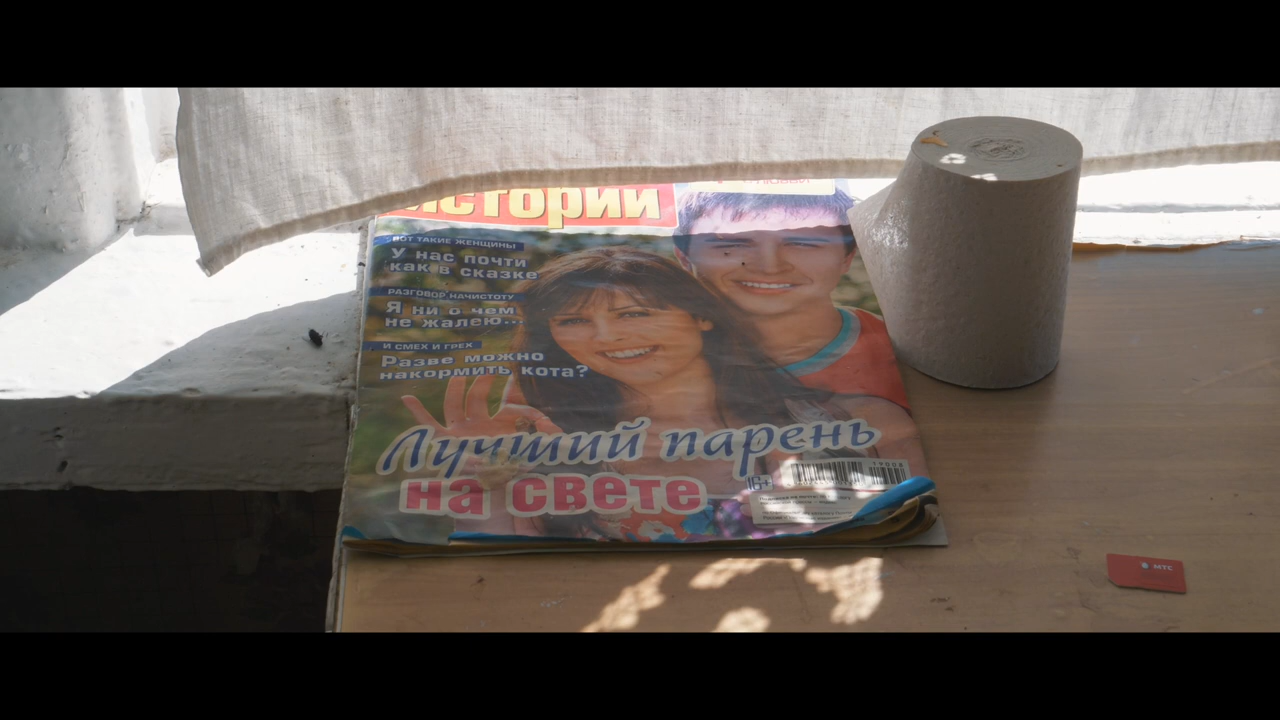 истории
ВОТ ТАКИЕ ЖЕНЩИНЫ
У нас почти
как в сказке
РАЗГОВОР НАЧИСТОТУ
Я ни о чем
не жалею...
И СМЕХ И ГРЕХ
Разве можно
накормить кота?
Лучший парень
на свете
19008
16+
МТС